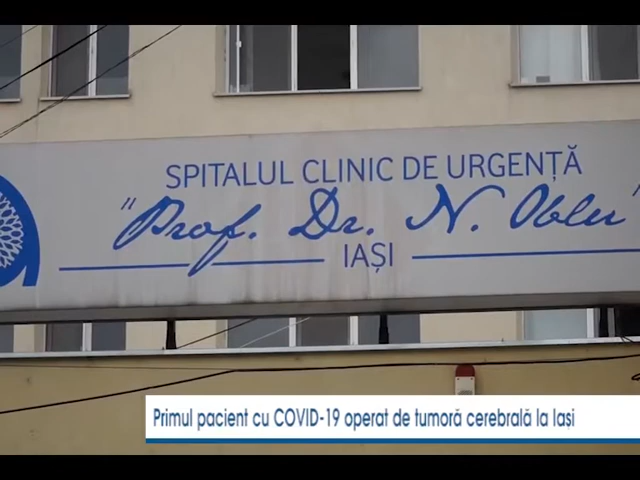 SPITALUL CLINIC DE URGENȚĂ
"Prof. Dr. N. Oblu"
IAȘI
Primul pacient cu COVID-19 operat de tumoră cerebrală la Iași